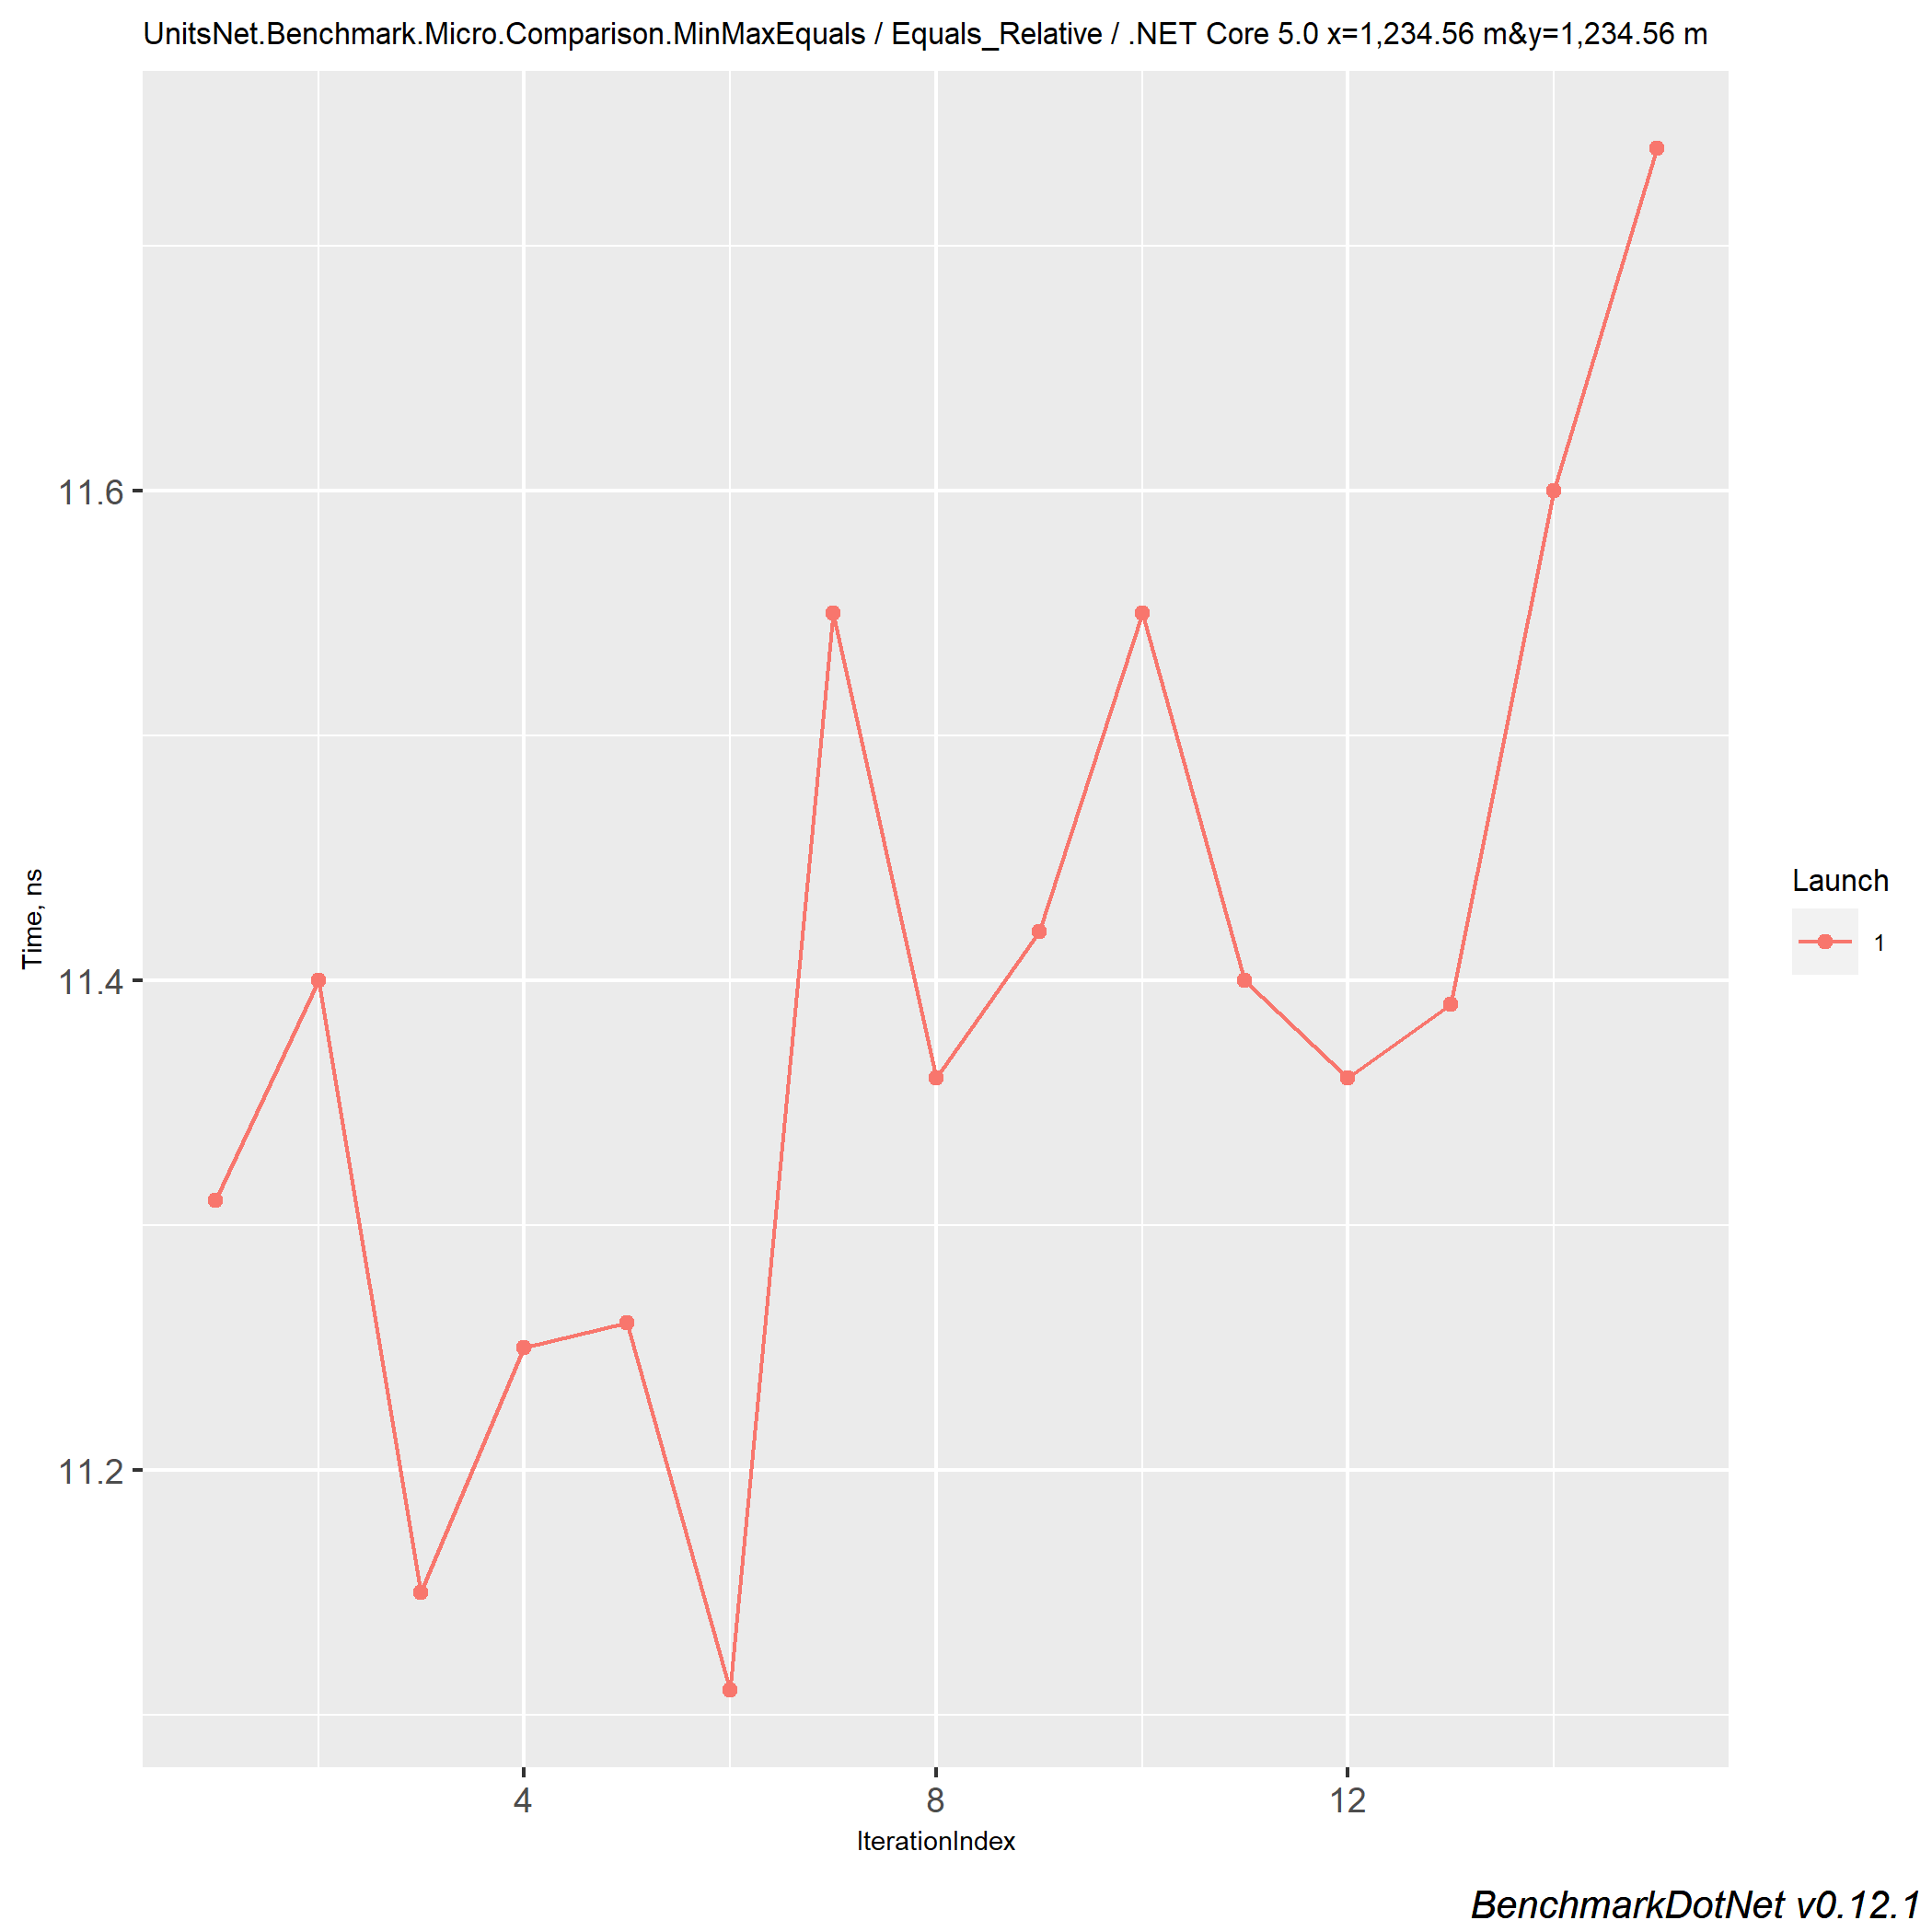 UnitsNet.Benchmark.Micro.Comparison.MinMaxEquals / Equals_Relative / .NET Core 5.0 x=1,234.56 m&y=1,234.56 m
11.6
11.4
11.2
Time, ns
4
8
12
IterationIndex
Launch
1
BenchmarkDotNet v0.12.1